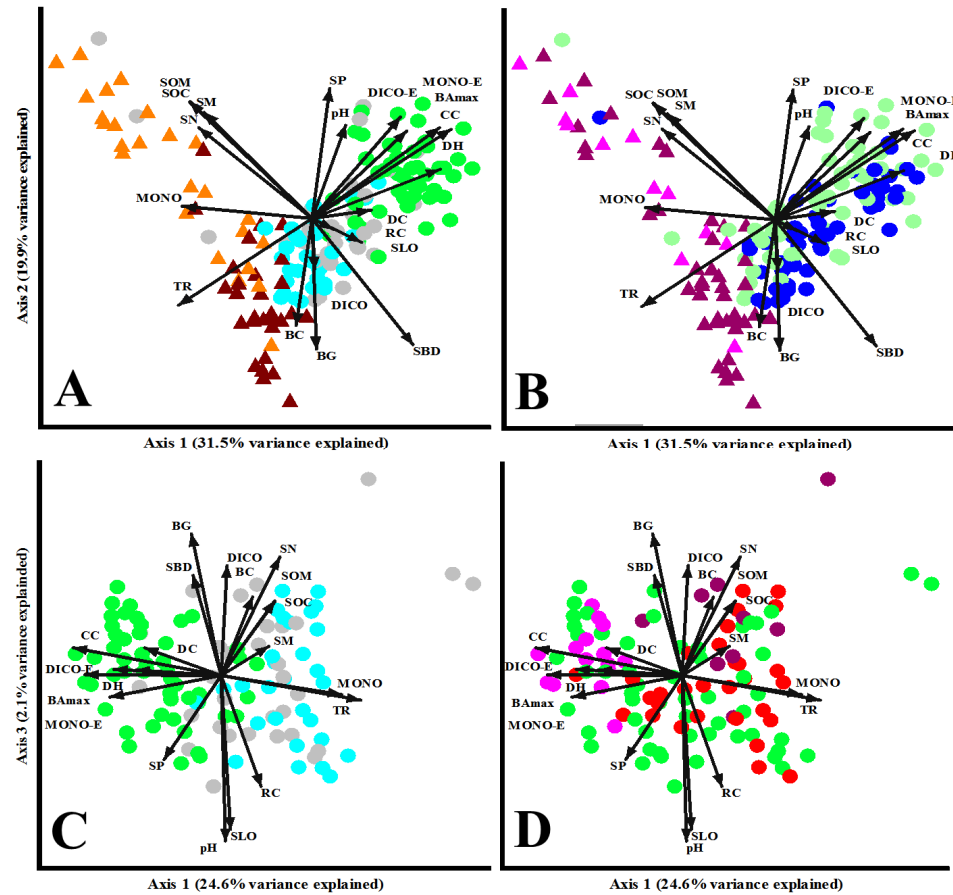 SOM
SOC
SM
SN
SP
pH
DICO-E
MONO-E
BAmax
CC
DH
MONO
DC
RC
SLO
TR
DICO
BC
BG
SBD
A
Axis 2 (19.9% variance explained)
Axis 1 (31.5% variance explained)
SOC SOM
SM
SN
SP
pH
DICO-E
MONO-E
BAmax
CC
MONO
DC
RC
SLO
TR
DICO
BC
BG
SBD
B
Axis 1 (31.5% variance explained)
BG
SN
SBD
DICO
BC
SOM
SOC
CC
DC
SM
DICO-E
DH
MONO
BAmax
TR
MONO-E
SP
RC
SLO
pH
C
Axis 3 (2.1% variance explainded)
Axis 1 (24.6% variance explained)
BG
SN
SBD
DICO
BC
SOM
SOC
CC
DC
SM
DICO-E
DH
MONO
BAmax
TR
MONO-E
SP
RC
SLO
pH
D
Axis 1 (24.6% variance explained)